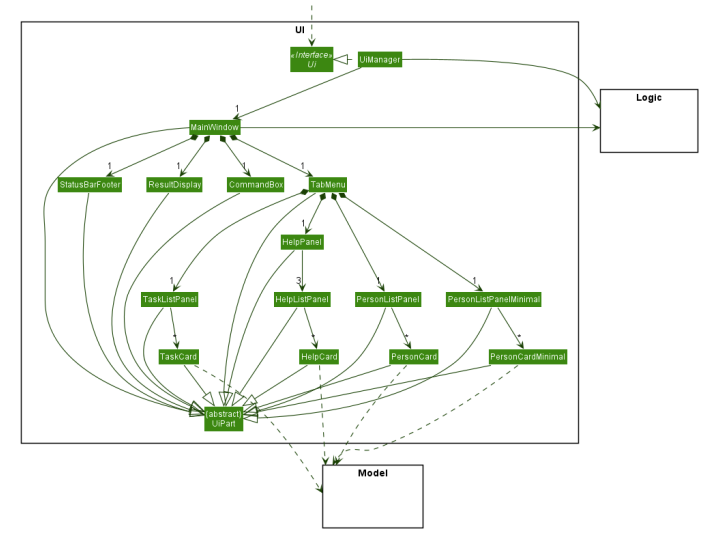 UI
«Interface»
Ui
UiManager
Logic
1
MainWindow
1
1
1
1
StatusBarFooter
ResultDisplay
CommandBox
TabMenu
1
HelpPanel
1
3
1
1
TaskListPanel
HelpListPanel
PersonListPanel
PersonListPanelMinimal
*
*
*
*
TaskCard
HelpCard
PersonCard
PersonCardMinimal
{abstract}
UiPart
Model